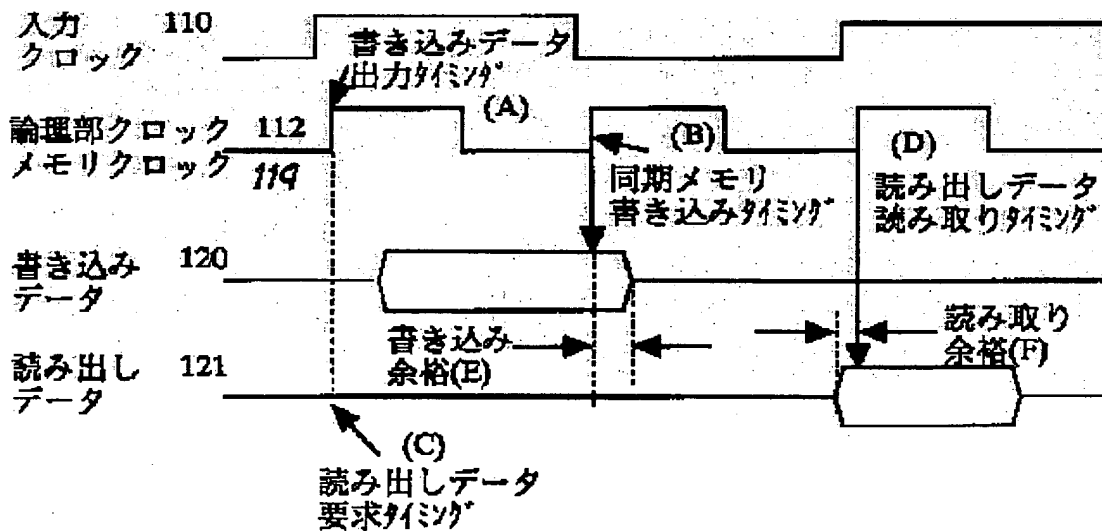 入力 110
クロック
書き込みデータ
出力タイミング
(A)
論理部クロック 112
メモリクロック 119
(B)
同期メモリ
書き込みタイミング
(D)
読み出しデータ
読み取りタイミング
書き込み 120
データ
書き込み
余裕(E)
読み取り
余裕(F)
読み出し 121
データ
(C)
読み出しデータ
要求タイミング